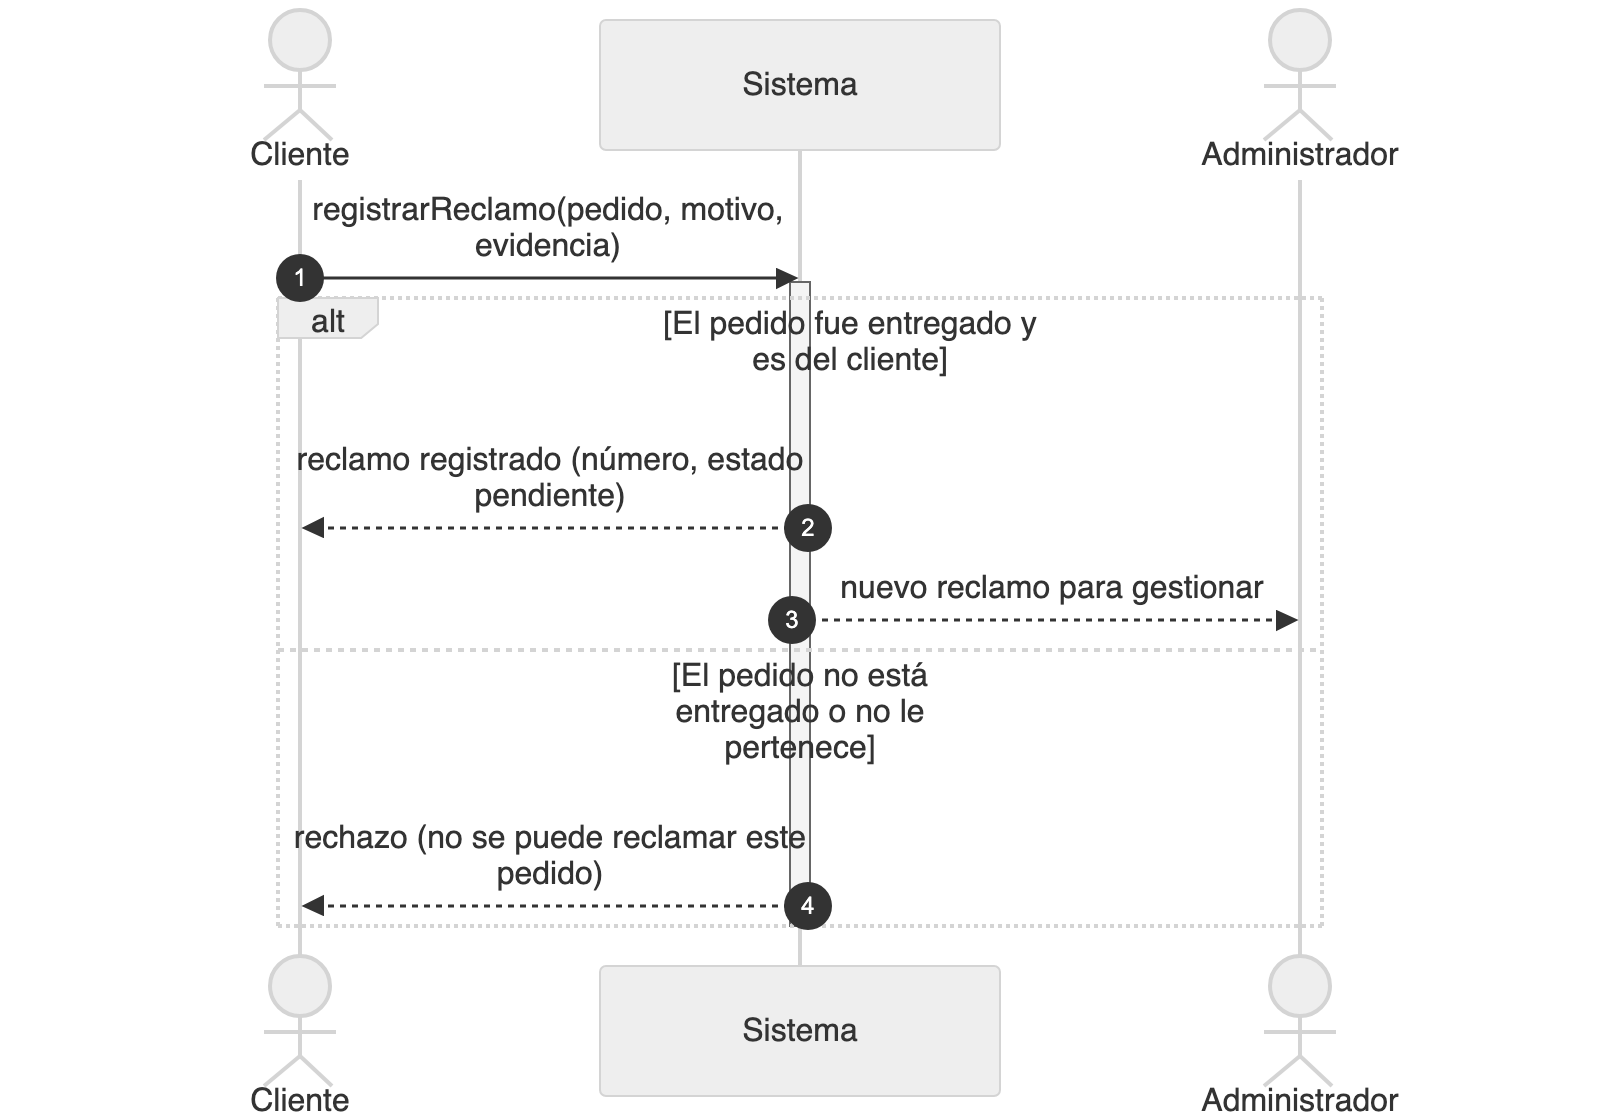 Cliente
Sistema
Administrador
registrarReclamo(pedido, motivo,
evidencia)
1
alt
[El pedido fue entregado y
es del cliente]
reclamo registrado (número, estado
pendiente)
2
nuevo reclamo para gestionar
3
[El pedido no está
entregado o no le
pertenece]
rechazo (no se puede reclamar este
pedido)
4
Cliente
Sistema
Administrador